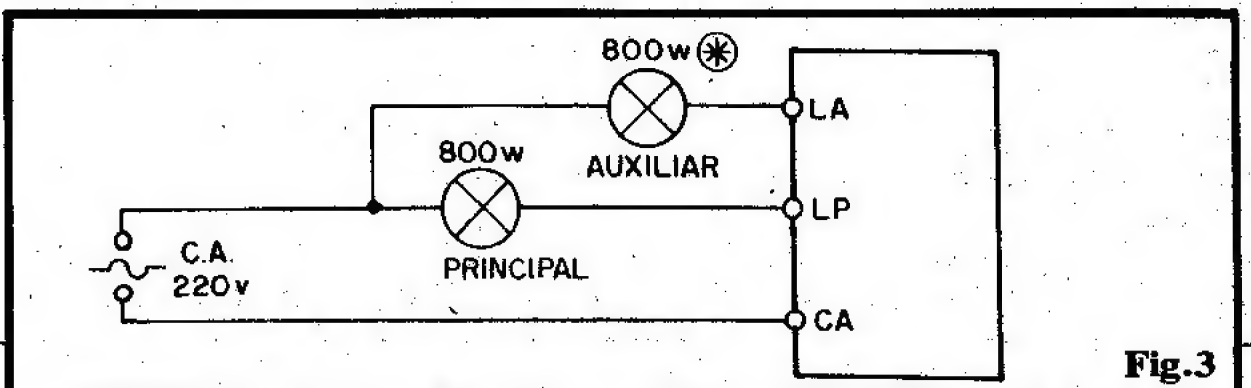 800w *
LA
AUXILIAR
800w
LP
PRINCIPAL
C.A.
220v
CA
Fig.3